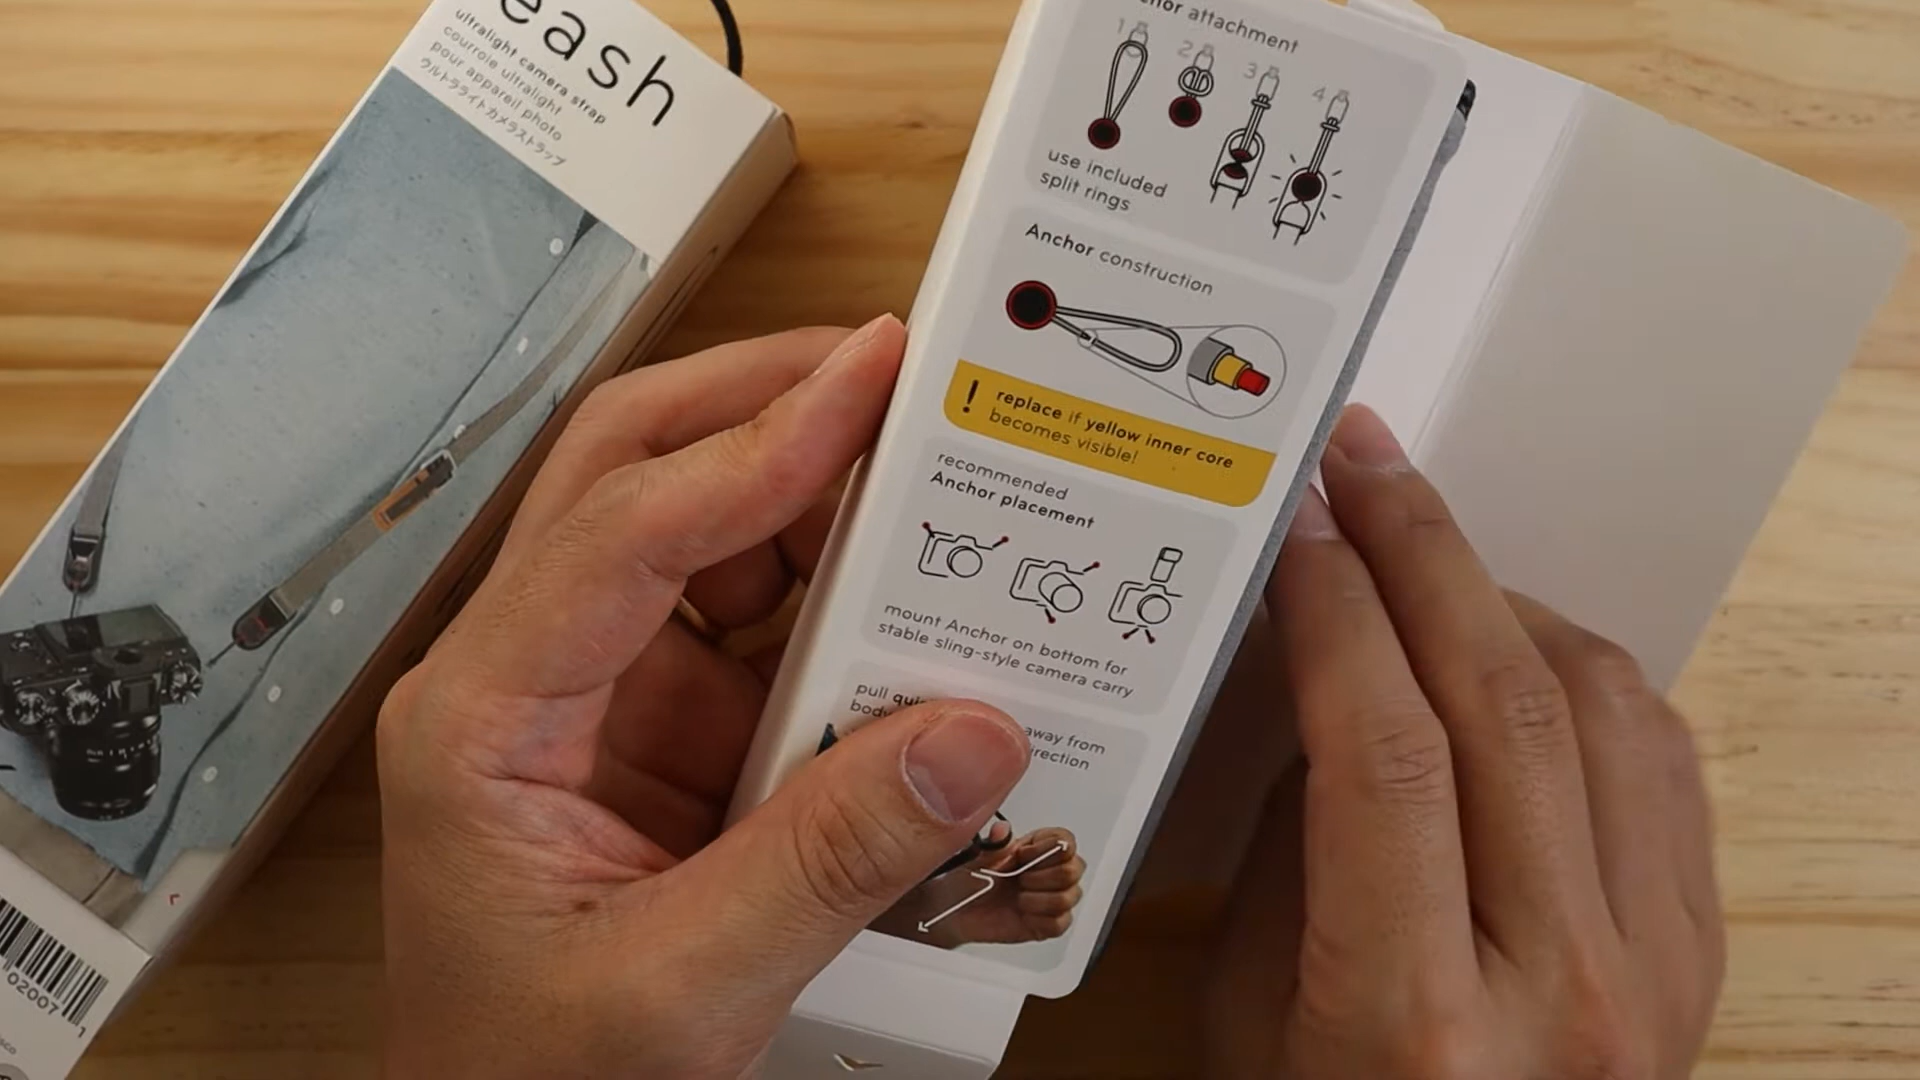 eash
ultralight camera strap
courroie ultralight
pour appareil photo
ウルトラライトカメラストラップ
02007
1
attachment
1
2
3
4
use included
split rings
Anchor construction
! replace if yellow inner core
becomes visible!
recommended
Anchor placement
mount Anchor on bottom for
stable sling-style camera carry
pull
away from